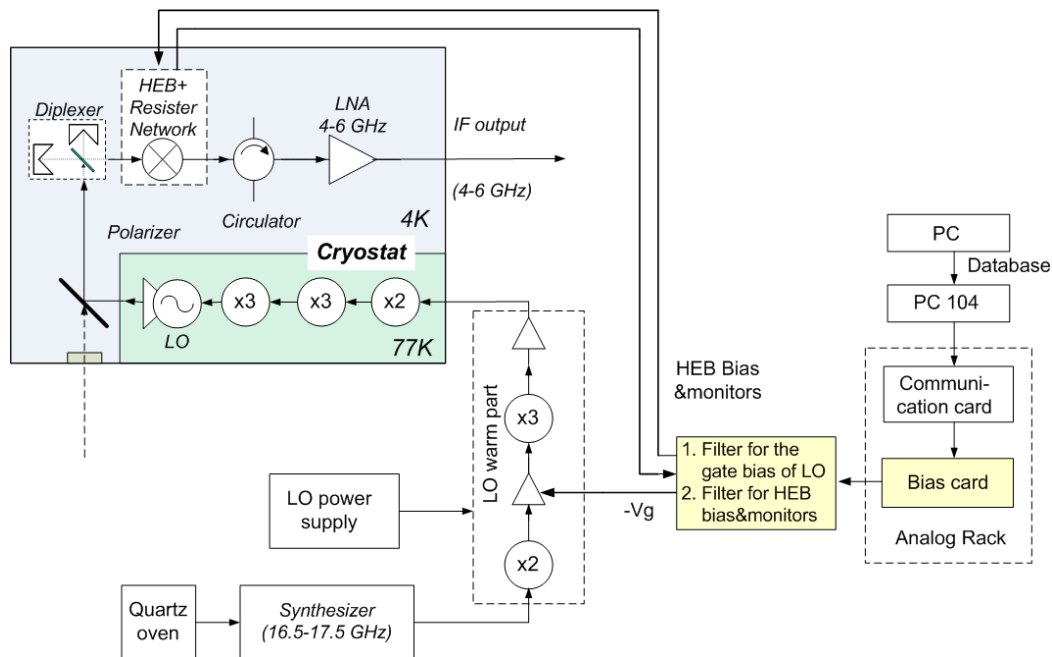 HEB+
Resister
Network
Diplexer
LNA
4-6 GHz
IF output
(4-6 GHz)
Circulator
4K
Polarizer
Cryostat
x3
x3
x2
LO
77K
PC
Database
PC 104
HEB Bias
&monitors
Communi-
cation card
x3
LO warm part
1. Filter for the
gate bias of LO
2. Filter for HEB
bias&monitors
Bias card
Analog Rack
LO power
supply
-Vg
x2
Quartz
oven
Synthesizer
(16.5-17.5 GHz)